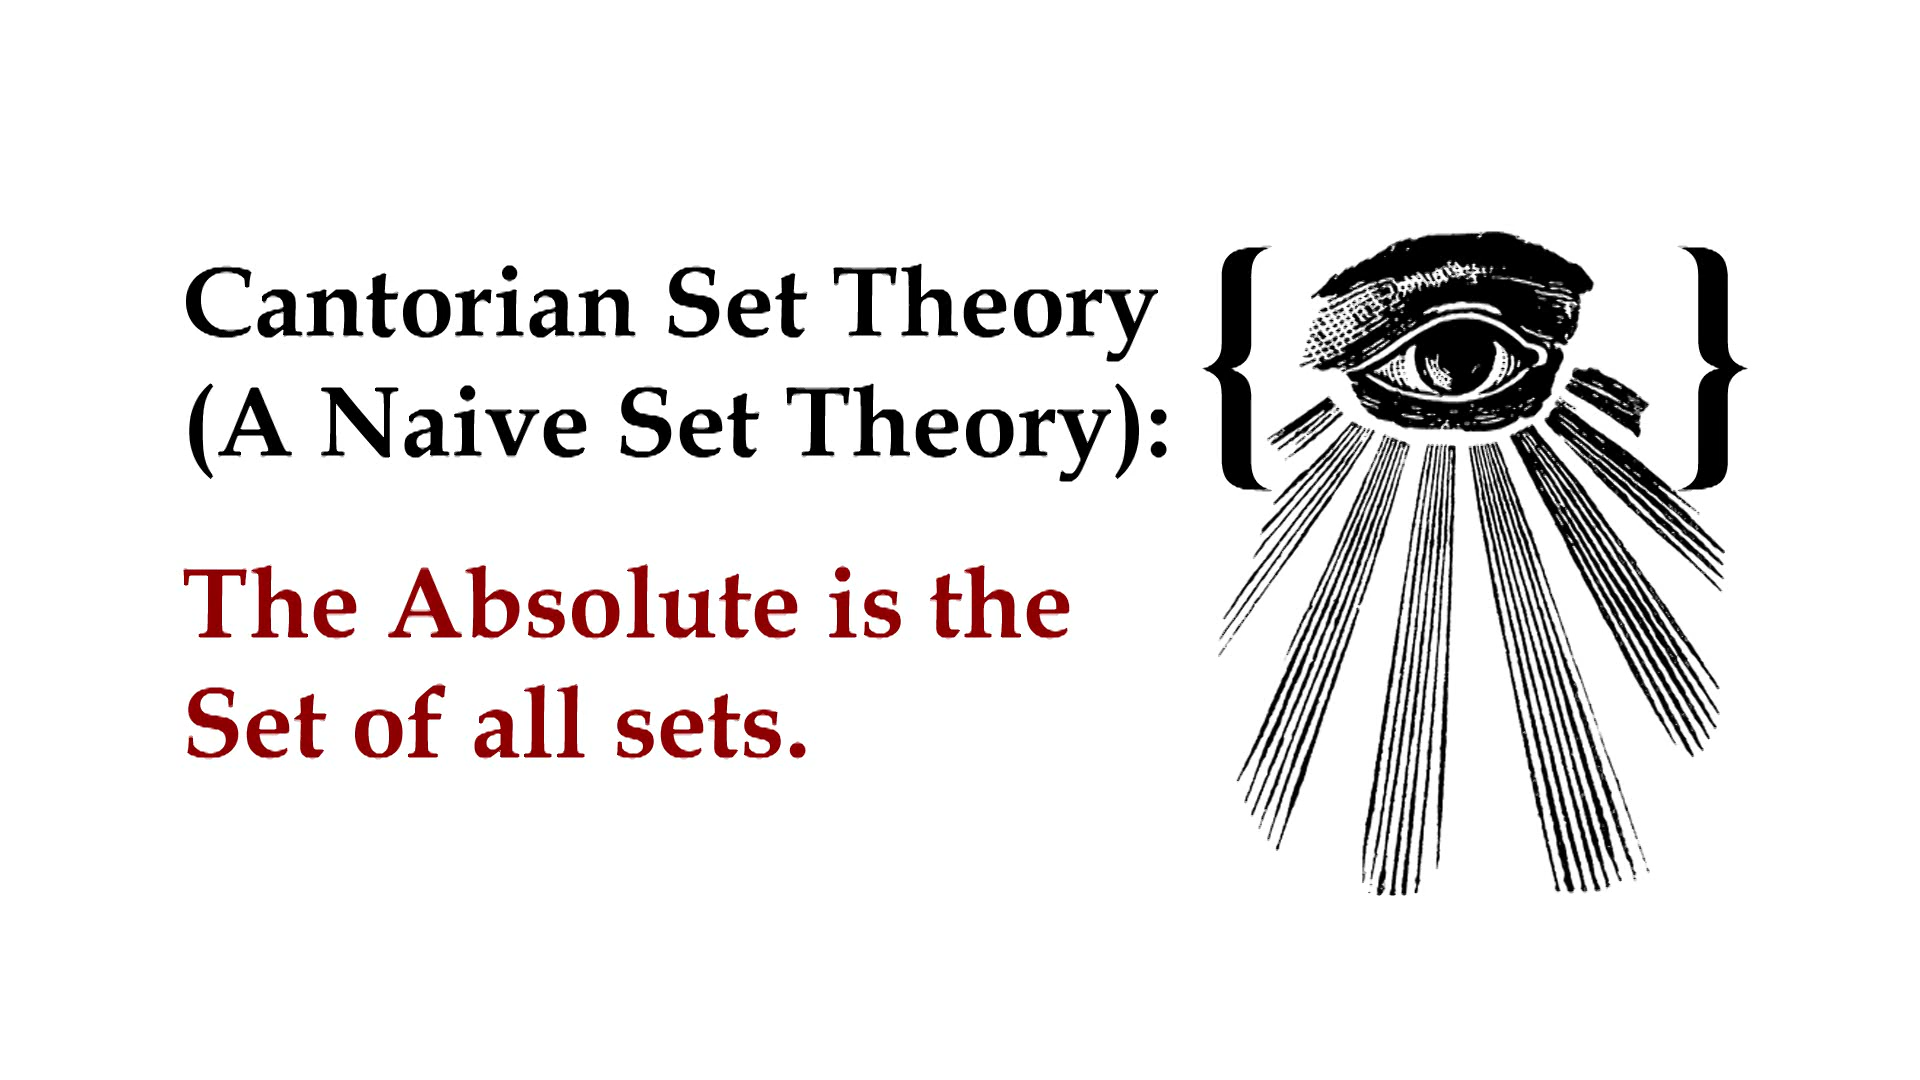 Cantorian Set Theory
(A Naive Set Theory):
{ }
The Absolute is the
Set of all sets.